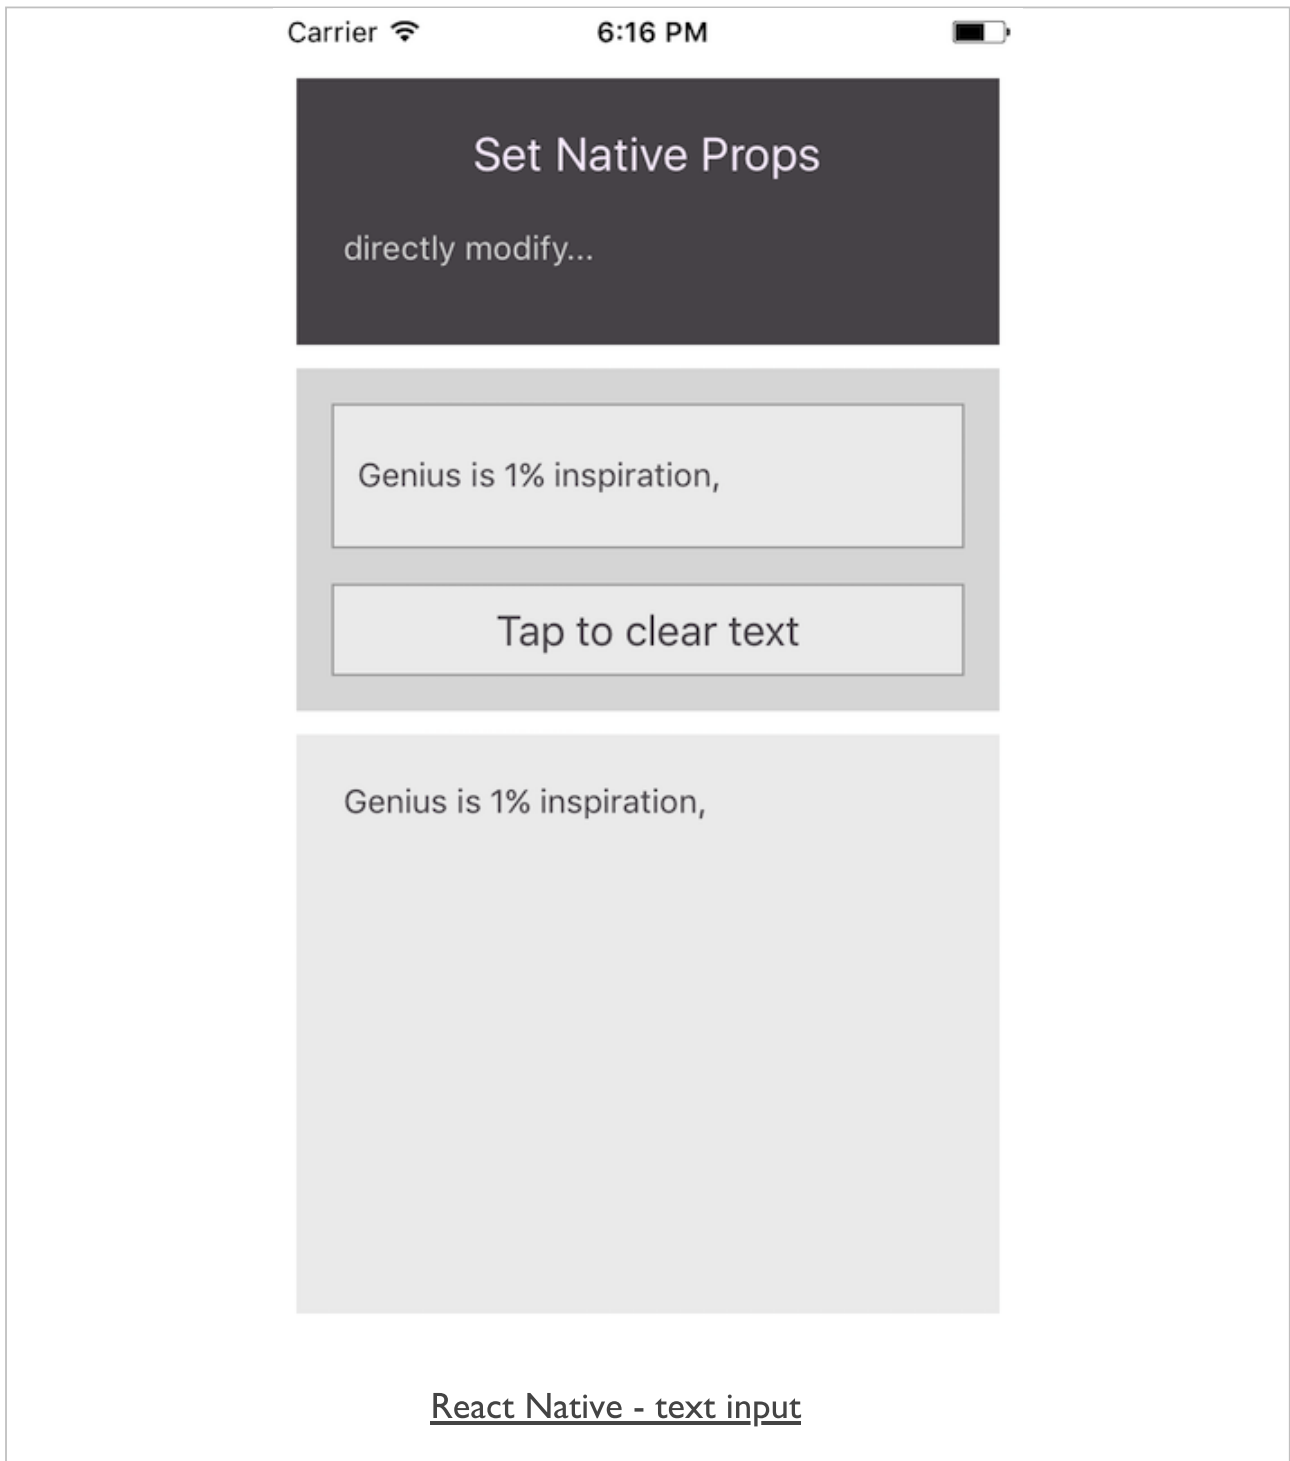 Carrier 6:16 PM
Set Native Props
directly modify...
Genius is 1% inspiration,
Tap to clear text
Genius is 1% inspiration,
React Native - text input